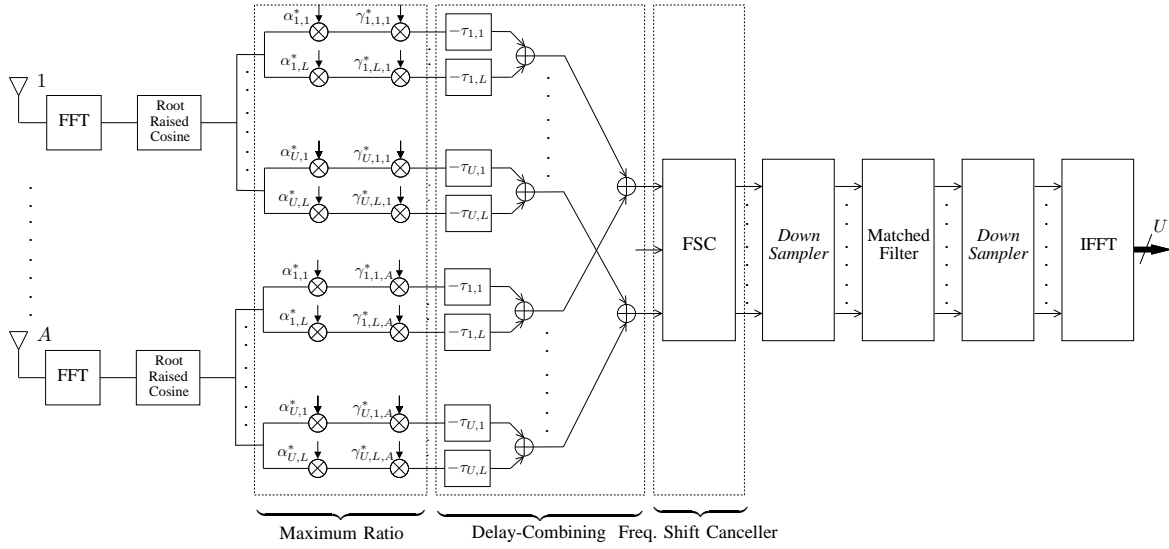 α*1,1 γ*1,1,1 −τ1,1
α*1,L γ*1,L,1 −τ1,L
1
FFT
Root
Raised
Cosine
α*U,1 γ*U,1,1 −τU,1
α*U,L γ*U,L,1 −τU,L
FSC
Down
Sampler
Matched
Filter
Down
Sampler
IFFT
U
α*1,1 γ*1,1,A −τ1,1
α*1,L γ*1,L,A −τ1,L
A
FFT
Root
Raised
Cosine
α*U,1 γ*U,1,A −τU,1
α*U,L γ*U,L,A −τU,L
Maximum Ratio
Delay-Combining
Freq. Shift Canceller